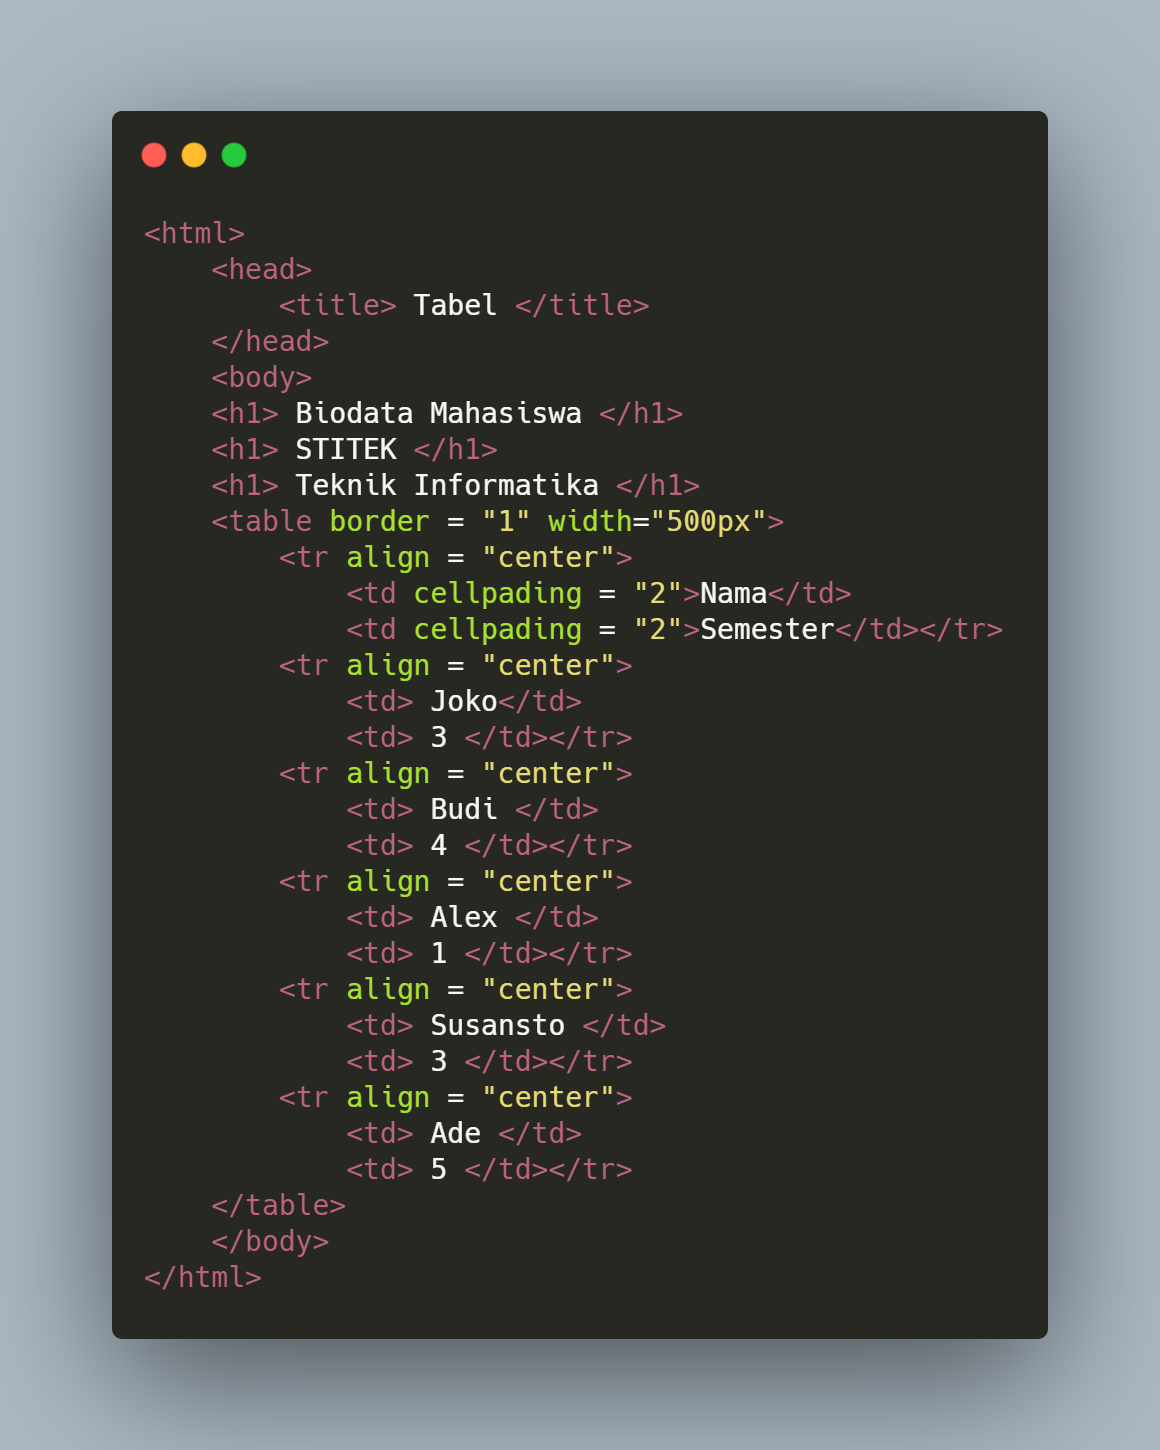 <html>
    <head>
        <title> Tabel </title>
    </head>
    <body>
    <h1> Biodata Mahasiswa </h1>
    <h1> STITEK </h1>
    <h1> Teknik Informatika </h1>
    <table border = "1" width="500px">
        <tr align = "center">
            <td cellpading = "2">Nama</td>
            <td cellpading = "2">Semester</td></tr>
        <tr align = "center">
            <td> Joko</td>
            <td> 3 </td></tr>
        <tr align = "center">
            <td> Budi </td>
            <td> 4 </td></tr>
        <tr align = "center">
            <td> Alex </td>
            <td> 1 </td></tr>
        <tr align = "center">
            <td> Susansto </td>
            <td> 3 </td></tr>
        <tr align = "center">
            <td> Ade </td>
            <td> 5 </td></tr>
    </table>
    </body>
</html>